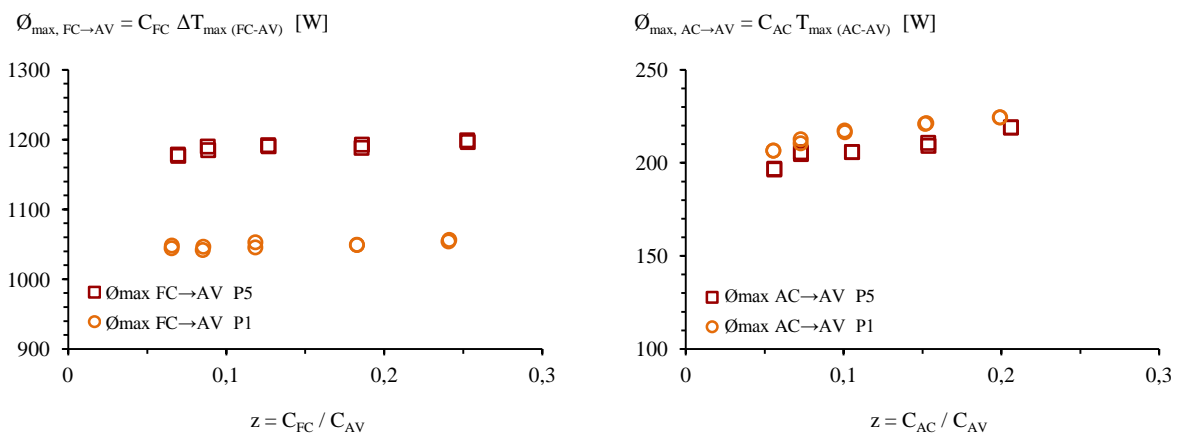 Ø_max, FC→AV = C_FC ΔT_max (FC-AV) [W]
1300
1200
1100
1000
900
0
0,1
0,2
0,3
Ømax FC→AV P5
Ømax FC→AV P1
z = C_FC / C_AV
Ø_max, AC→AV = C_AC T_max (AC-AV) [W]
250
200
150
100
0
0,1
0,2
0,3
Ømax AC→AV P5
Ømax AC→AV P1
z = C_AC / C_AV